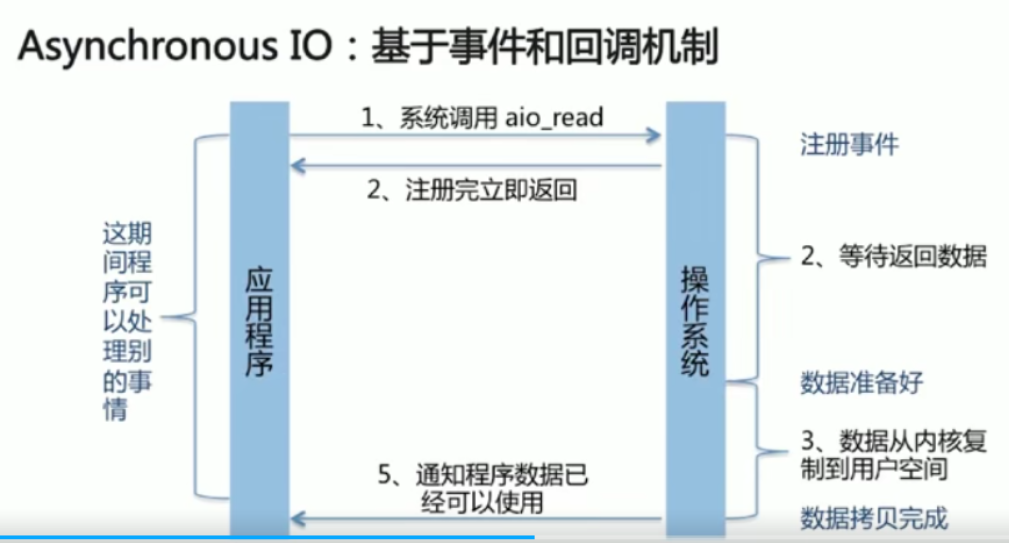 Asynchronous IO：基于事件和回调机制
1、系统调用 aio_read
注册事件
2、注册完立即返回
这期
间程
序可
以处
理别
的事
情
应
用
程
序
操
作
系
统
2、等待返回数据
数据准备好
3、数据从内核复
制到用户空间
5、通知程序数据已
经可以使用
数据拷贝完成